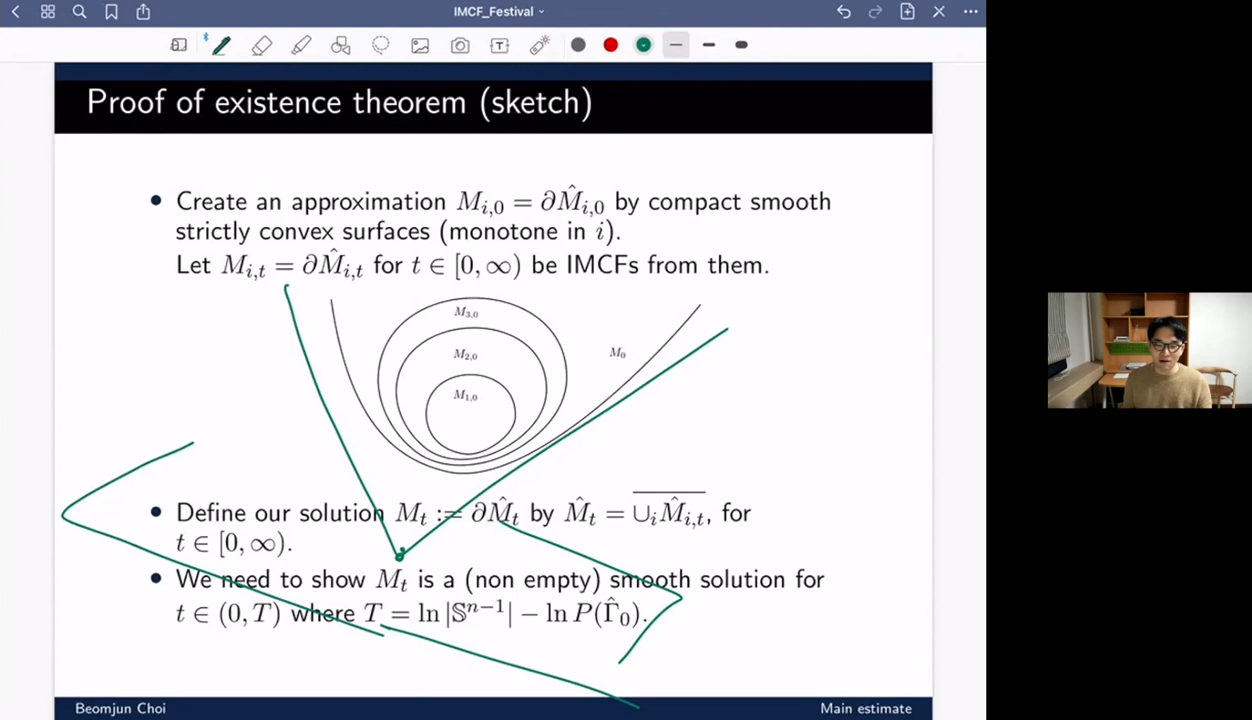 IMCF_Festival
Proof of existence theorem (sketch)
• Create an approximation $M_{i,0} = \partial \hat{M}_{i,0}$ by compact smooth
strictly convex surfaces (monotone in $i$).
Let $M_{i,t} = \partial \hat{M}_{i,t}$ for $t \in [0, \infty)$ be IMCFs from them.
$M_{3,0}$
$M_{2,0}$
$M_0$
$M_{1,0}$
• Define our solution $M_t := \partial \hat{M}_t$ by $\hat{M}_t = \overline{\cup_i \hat{M}_{i,t}}$, for
$t \in [0, \infty)$.
• We need to show $M_t$ is a (non empty) smooth solution for
$t \in (0, T)$ where $T = \ln |\mathbb{S}^{n-1}| - \ln P(\hat{\Gamma}_0)$.
Beomjun Choi Main estimate